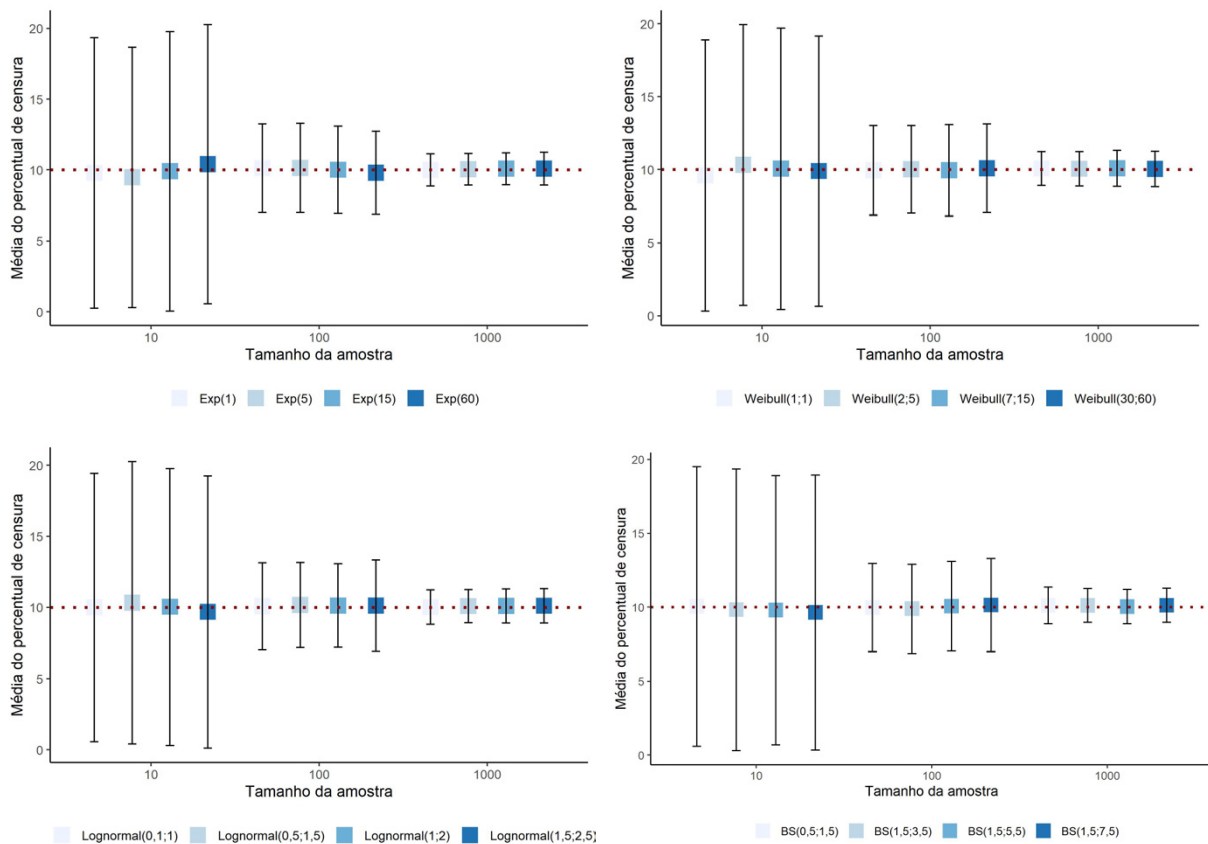 Média do percentual de censura
20
15
10
5
0
10 100 1000
Tamanho da amostra
Exp(1) Exp(5) Exp(15) Exp(60)
Média do percentual de censura
20
15
10
5
0
10 100 1000
Tamanho da amostra
Weibull(1;1) Weibull(2;5) Weibull(7;15) Weibull(30;60)
Média do percentual de censura
20
15
10
5
0
10 100 1000
Tamanho da amostra
Lognormal(0,1;1) Lognormal(0,5;1,5) Lognormal(1;2) Lognormal(1,5;2,5)
Média do percentual de censura
20
15
10
5
0
10 100 1000
Tamanho da amostra
BS(0,5;1,5) BS(1,5;3,5) BS(1,5;5,5) BS(1,5;7,5)